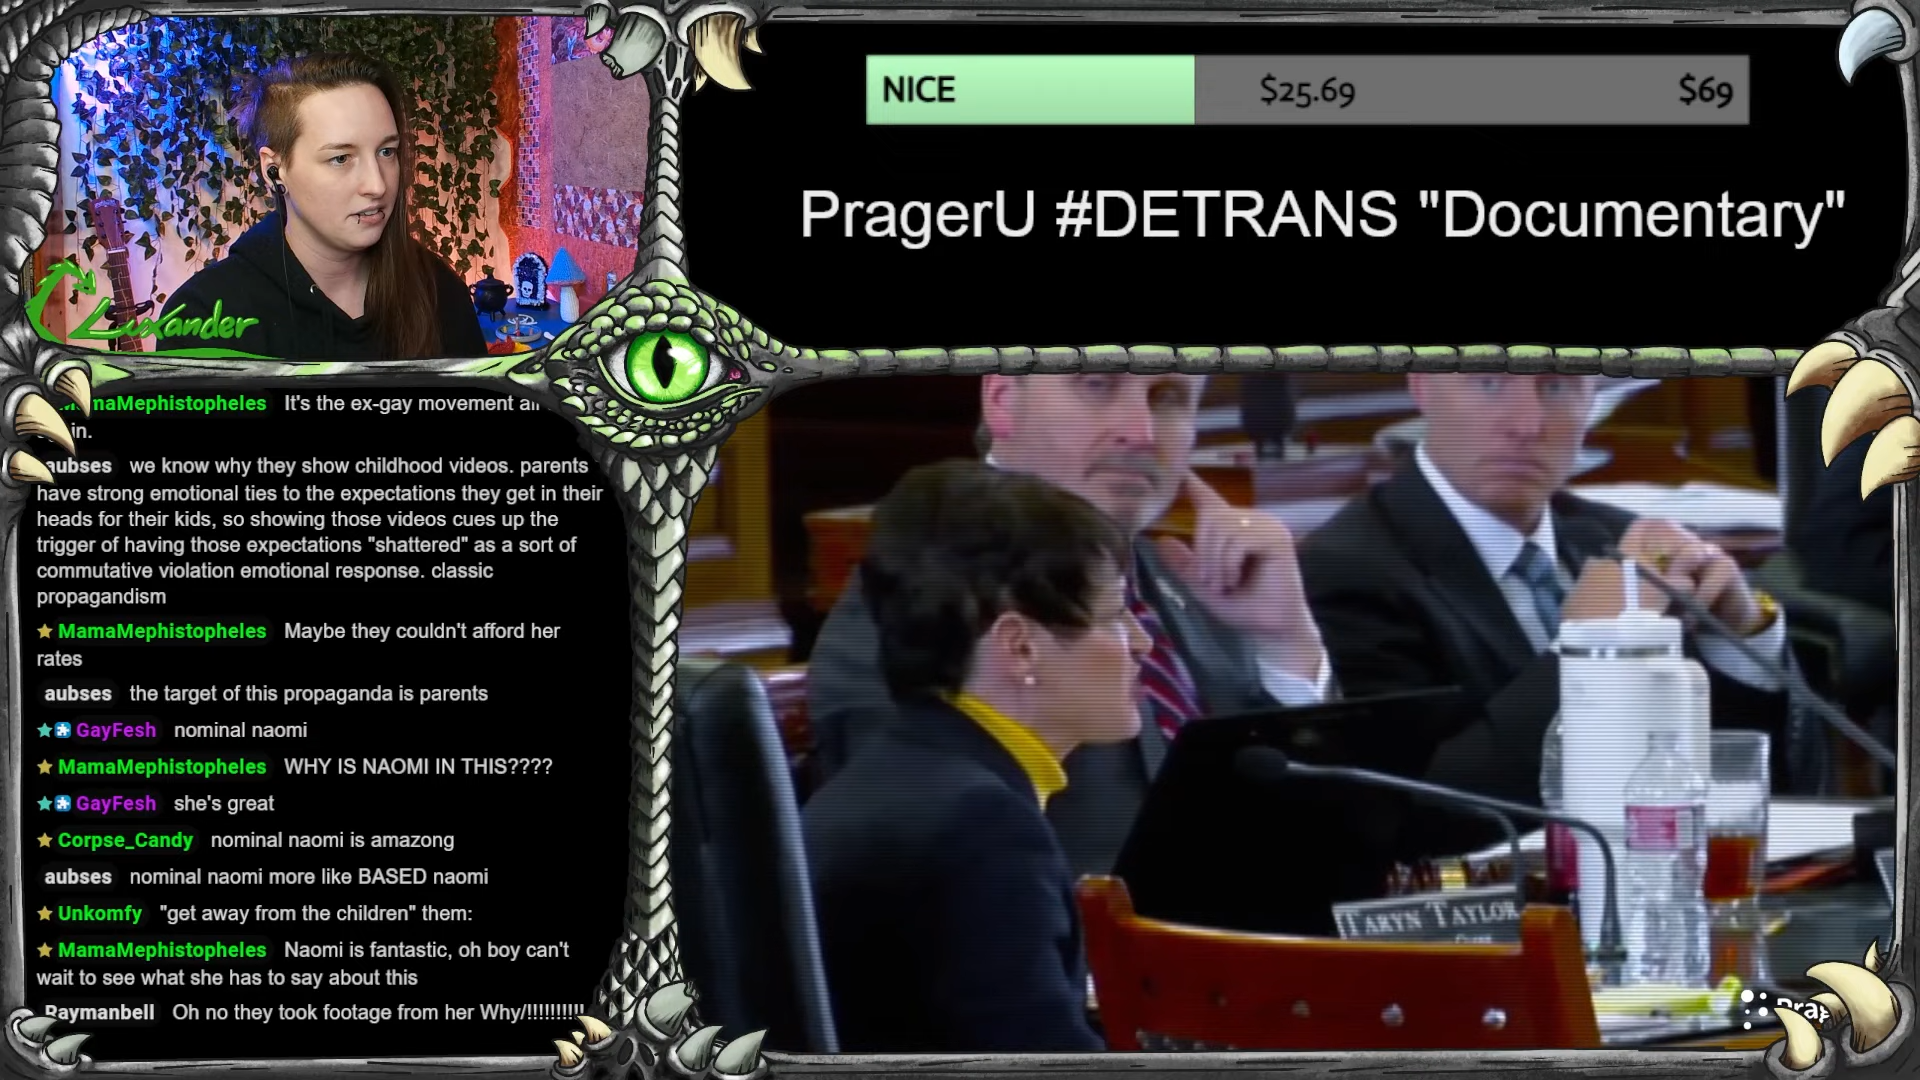 NICE $25.69 $69
PragerU #DETRANS "Documentary"
Luxander
MamaMephistopheles It's the ex-gay movement all
aubses we know why they show childhood videos. parents
have strong emotional ties to the expectations they get in their
heads for their kids, so showing those videos cues up the
trigger of having those expectations "shattered" as a sort of
commutative violation emotional response. classic
propagandism
MamaMephistopheles Maybe they couldn't afford her
rates
aubses the target of this propaganda is parents
GayFesh nominal naomi
MamaMephistopheles WHY IS NAOMI IN THIS????
GayFesh she's great
Corpse_Candy nominal naomi is amazong
aubses nominal naomi more like BASED naomi
Unkomfy "get away from the children" them:
MamaMephistopheles Naomi is fantastic, oh boy can't
wait to see what she has to say about this
Raymanbell Oh no they took footage from her Why/!!!!!!!!!!
TARYN TAYLOR